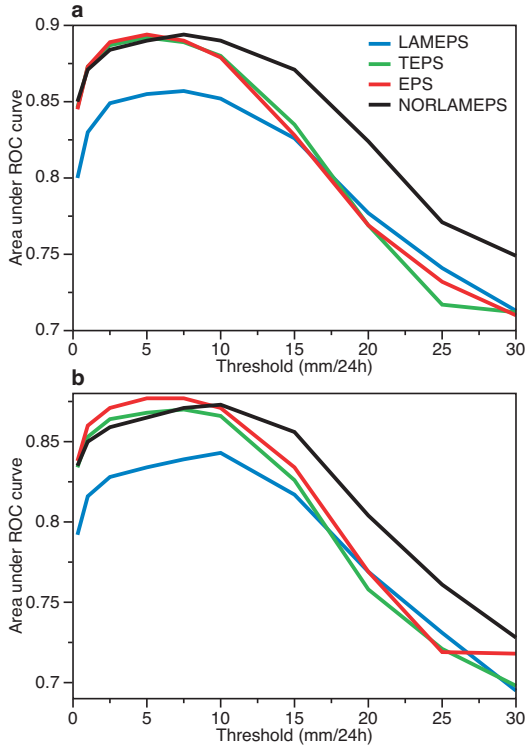 a
0.9
0.85
0.8
0.75
0.7
Area under ROC curve
LAMEPS
TEPS
EPS
NORLAMEPS
0 5 10 15 20 25 30
Threshold (mm/24h)
b
0.85
0.8
0.75
0.7
Area under ROC curve
0 5 10 15 20 25 30
Threshold (mm/24h)